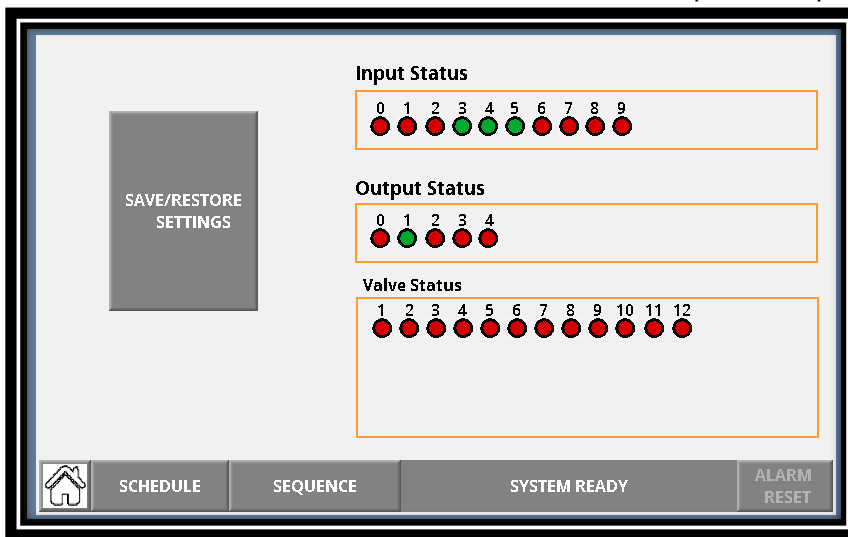 Input Status
0 1 2 3 4 5 6 7 8 9
SAVE/RESTORE
SETTINGS
Output Status
0 1 2 3 4
Valve Status
1 2 3 4 5 6 7 8 9 10 11 12
SCHEDULE
SEQUENCE
SYSTEM READY
ALARM
RESET